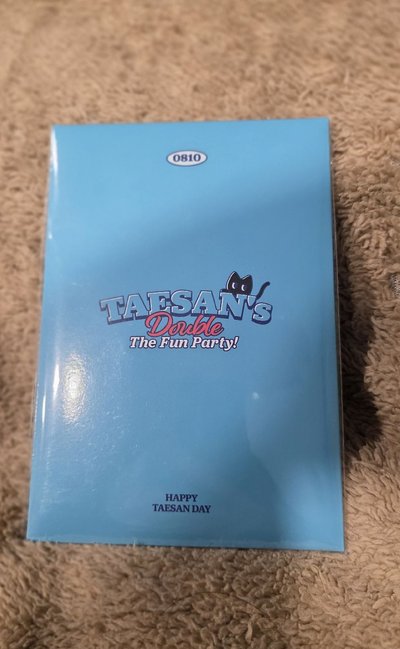 0810
TAESAN's
Double
The Fun Party!
HAPPY
TAESAN DAY